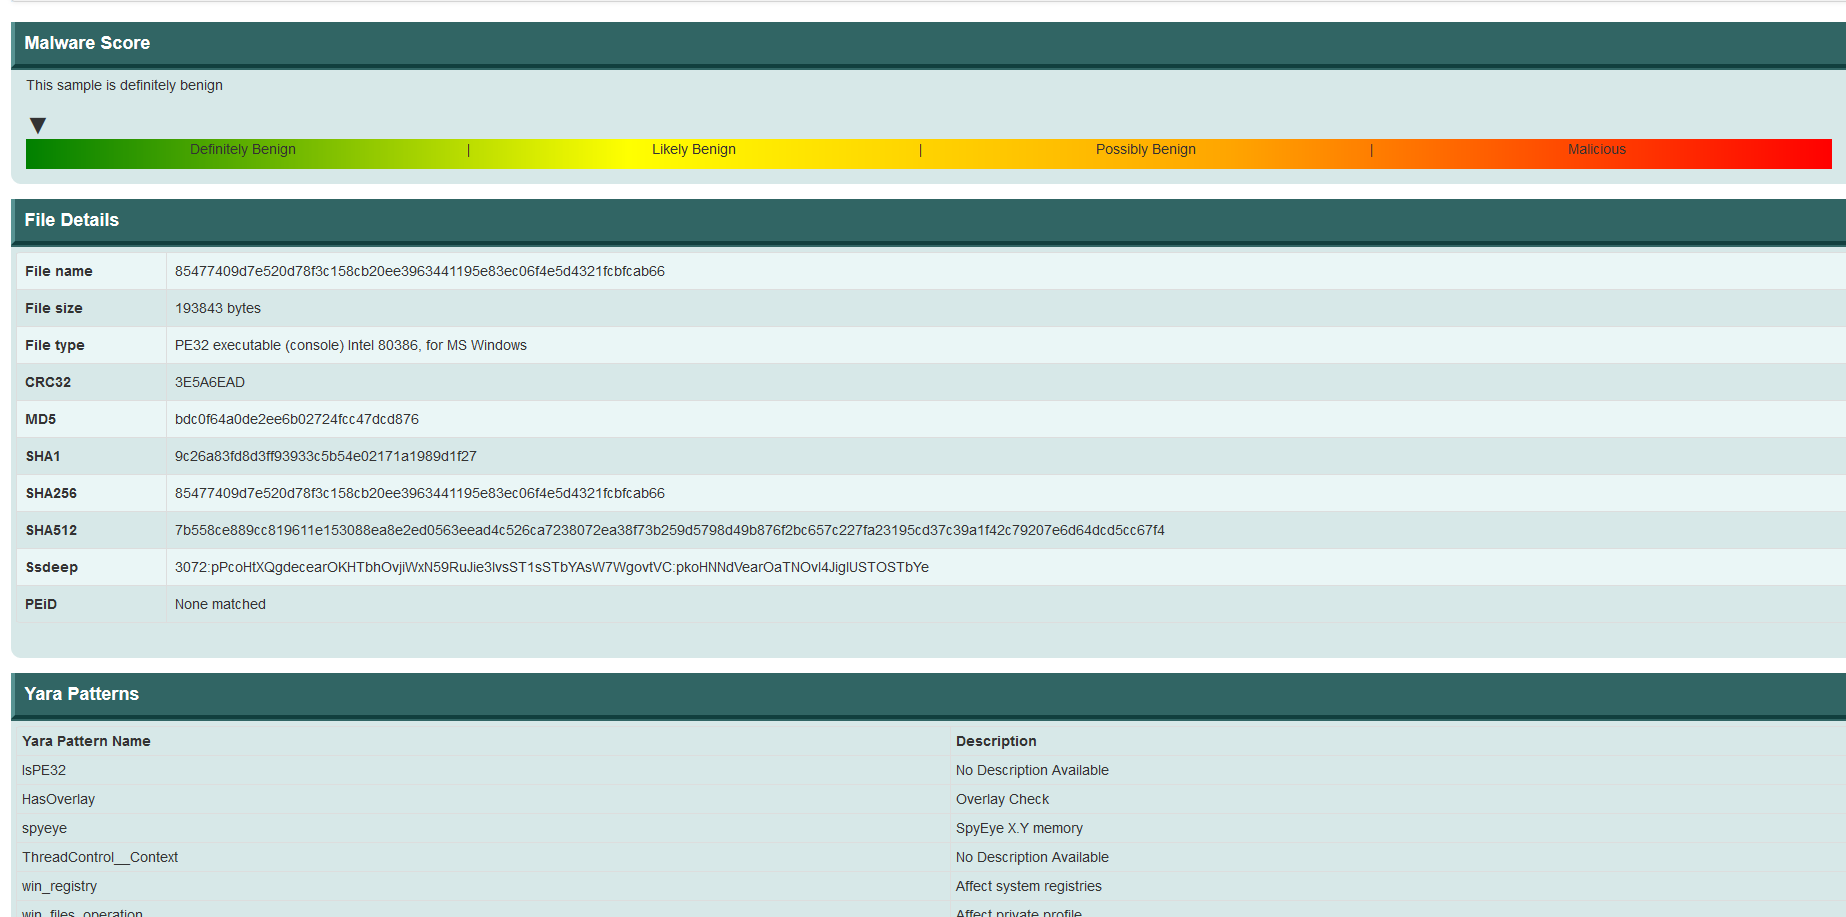 Malware Score
This sample is definitely benign
▼
Definitely Benign | Likely Benign | Possibly Benign | Malicious
File Details
File name 85477409d7e520d78f3c158cb20ee3963441195e83ec06f4e5d4321fcbfcab66
File size 193843 bytes
File type PE32 executable (console) Intel 80386, for MS Windows
CRC32 3E5A6EAD
MD5 bdc0f64a0de2ee6b02724fcc47dcd876
SHA1 9c26a83fd8d3ff93933c5b54e02171a1989d1f27
SHA256 85477409d7e520d78f3c158cb20ee3963441195e83ec06f4e5d4321fcbfcab66
SHA512 7b558ce889cc819611e153088ea8e2ed0563eead4c526ca7238072ea38f73b259d5798d49b876f2bc657c227fa23195cd37c39a1f42c79207e6d64dcd5cc67f4
Ssdeep 3072:pPcoHtXQgdecearOKHTbhOvjiWxN59RuJie3lvsST1sSTbYAsW7WgovtVC:pkoHNNdVearOaTNOvl4JiglUSTOSTbYe
PEiD None matched
Yara Patterns
Yara Pattern Name Description
IsPE32 No Description Available
HasOverlay Overlay Check
spyeye SpyEye X.Y memory
ThreadControl__Context No Description Available
win_registry Affect system registries
win_files_operation Affect private profile